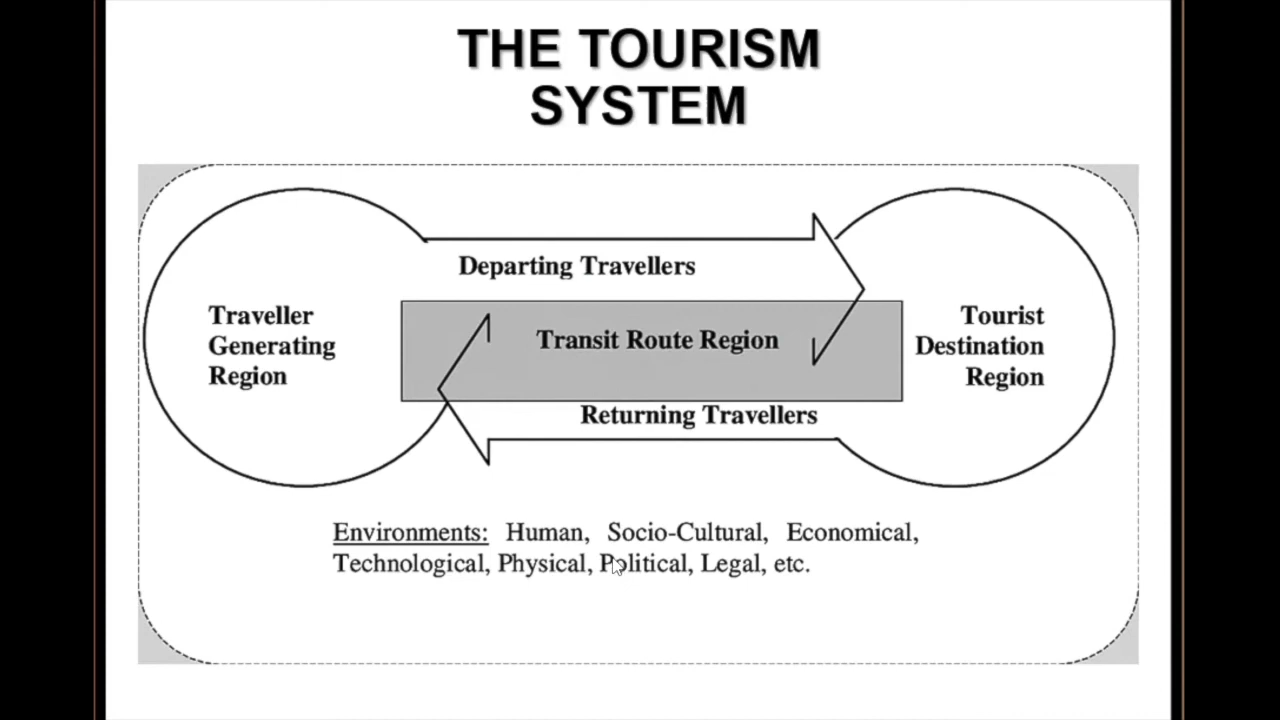 THE TOURISM
SYSTEM
Departing Travellers
Traveller
Generating
Region
Transit Route Region
Tourist
Destination
Region
Returning Travellers
Environments: Human, Socio-Cultural, Economical,
Technological, Physical, Political, Legal, etc.